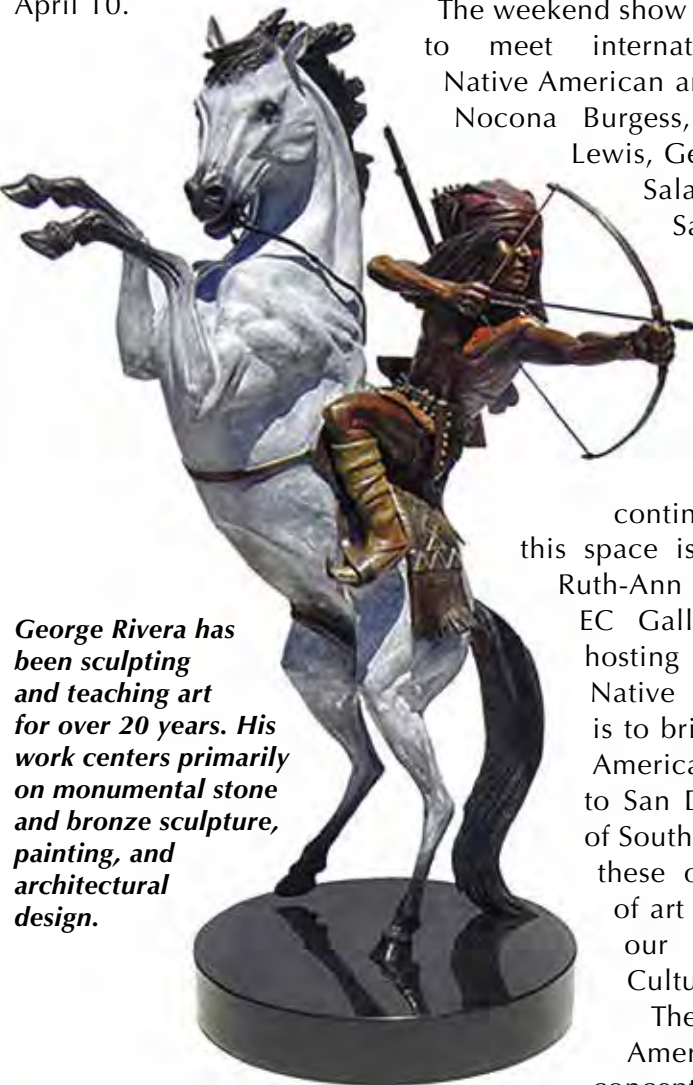 April 10.
George Rivera has
been sculpting
and teaching art
for over 20 years. His
work centers primarily
on monumental stone
and bronze sculpture,
painting, and
architectural
design.
The weekend show
to meet internat
Native American ar
Nocona Burgess,
Lewis, Ge
Sala
Sa
contin
this space is
Ruth-Ann
EC Gall
hosting
Native
is to bri
America
to San D
of South
these o
of art
our
Cultu
The
Amer